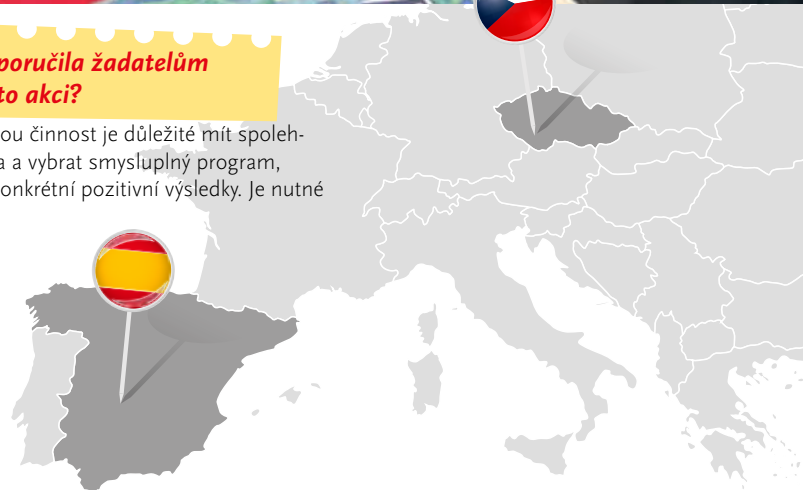 poručila žadatelům
to akci?
ou činnost je důležité mít spoleh-
a a vybrat smysluplný program,
onkrétní pozitivní výsledky. Je nutné